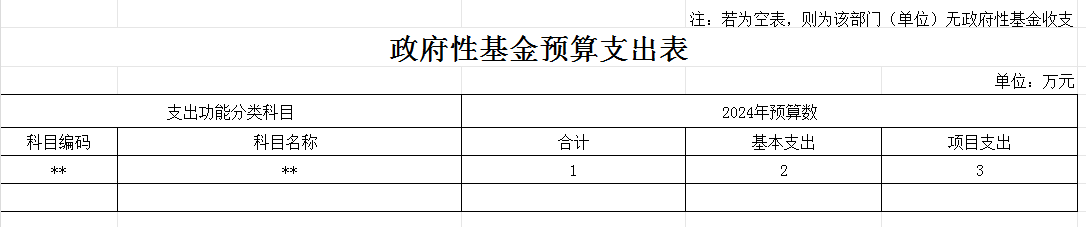 注：若为空表，则为该部门（单位）无政府性基金收支
政府性基金预算支出表
单位：万元
支出功能分类科目 2024年预算数
科目编码 科目名称 合计 基本支出 项目支出
** ** 1 2 3